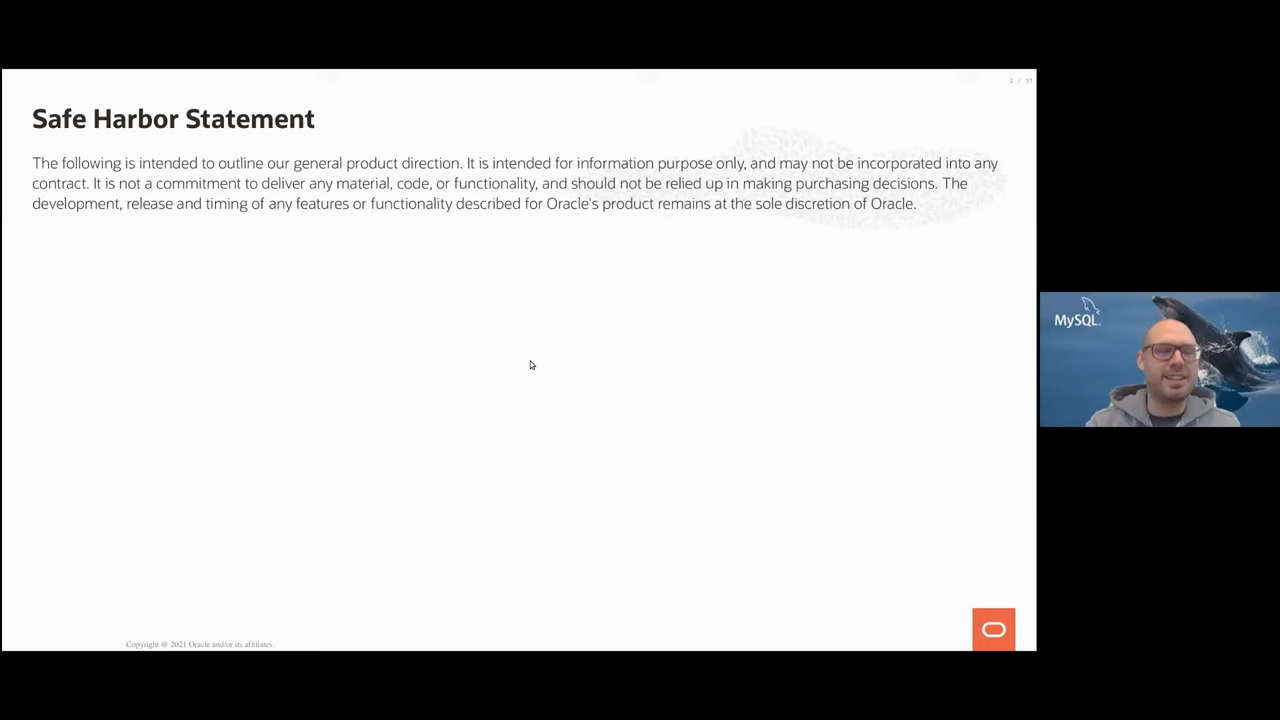 2 / 37
Safe Harbor Statement
The following is intended to outline our general product direction. It is intended for information purpose only, and may not be incorporated into any
contract. It is not a commitment to deliver any material, code, or functionality, and should not be relied up in making purchasing decisions. The
development, release and timing of any features or functionality described for Oracle's product remains at the sole discretion of Oracle.
MySQL
Copyright @ 2021 Oracle and/or its affiliates.